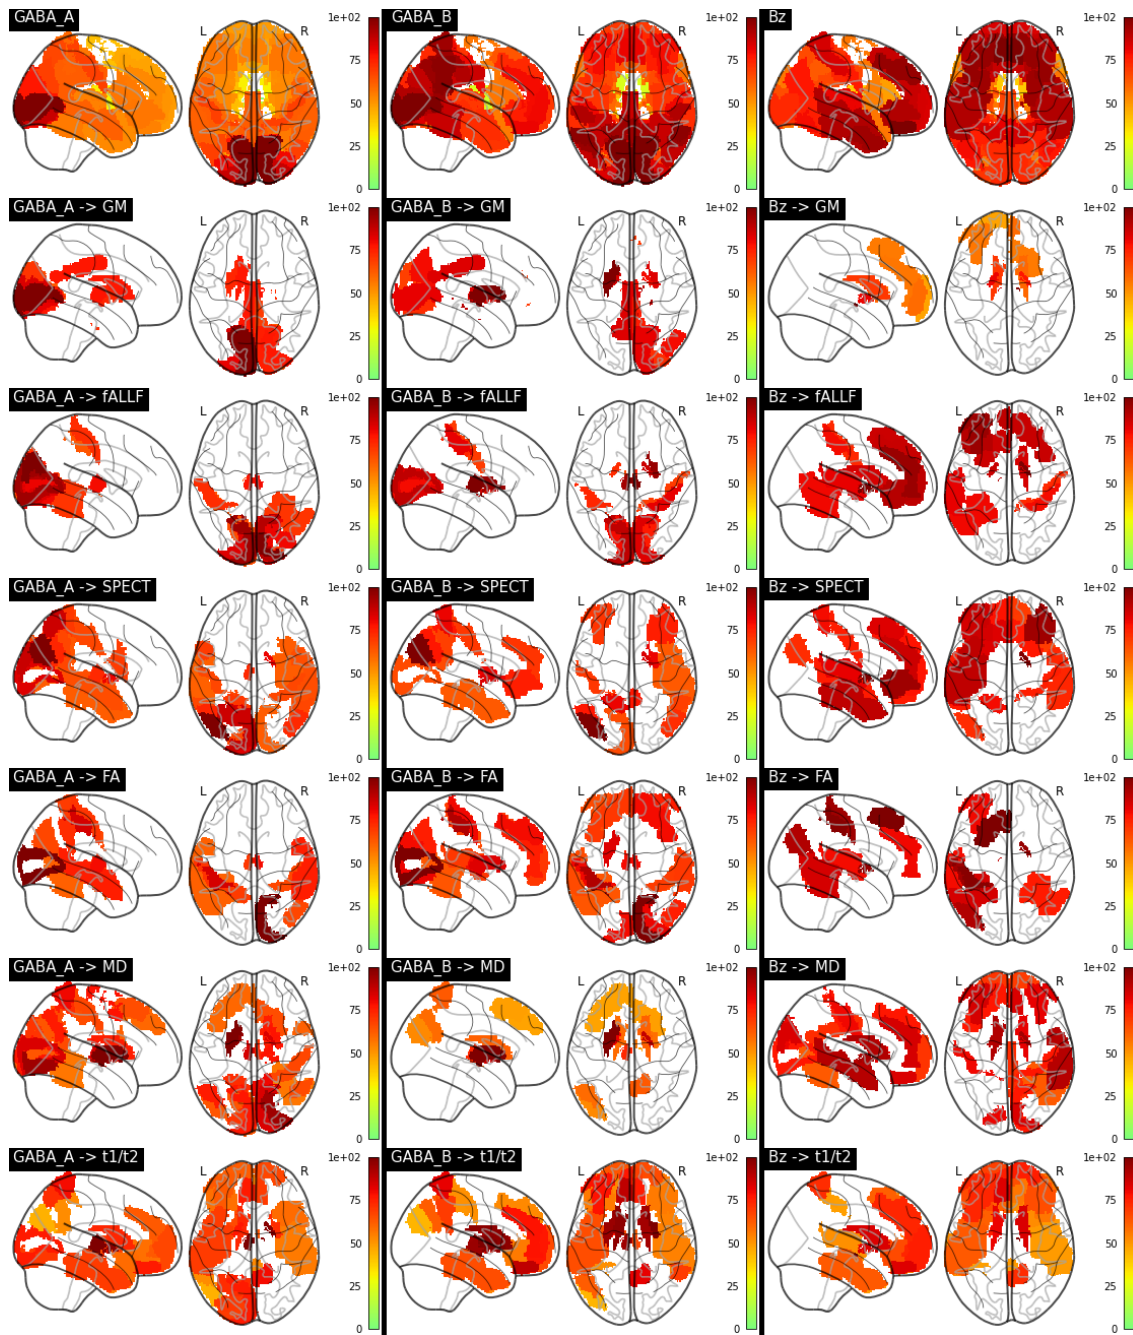 GABA_A L R 1e+02 75 50 25 0
GABA_B L R 1e+02 75 50 25 0
Bz L R 1e+02 75 50 25 0
GABA_A -> GM L R 1e+02 75 50 25 0
GABA_B -> GM L R 1e+02 75 50 25 0
Bz -> GM L R 1e+02 75 50 25 0
GABA_A -> fALLF L R 1e+02 75 50 25 0
GABA_B -> fALLF L R 1e+02 75 50 25 0
Bz -> fALLF L R 1e+02 75 50 25 0
GABA_A -> SPECT L R 1e+02 75 50 25 0
GABA_B -> SPECT L R 1e+02 75 50 25 0
Bz -> SPECT L R 1e+02 75 50 25 0
GABA_A -> FA L R 1e+02 75 50 25 0
GABA_B -> FA L R 1e+02 75 50 25 0
Bz -> FA L R 1e+02 75 50 25 0
GABA_A -> MD L R 1e+02 75 50 25 0
GABA_B -> MD L R 1e+02 75 50 25 0
Bz -> MD L R 1e+02 75 50 25 0
GABA_A -> t1/t2 L R 1e+02 75 50 25 0
GABA_B -> t1/t2 L R 1e+02 75 50 25 0
Bz -> t1/t2 L R 1e+02 75 50 25 0